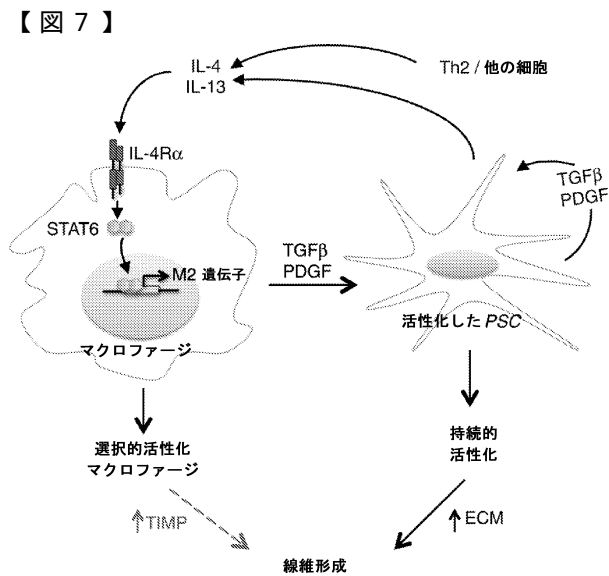 【図７】
IL-4
IL-13
Th2 / 他の細胞
IL-4Rα
STAT6
M2 遺伝子
マクロファージ
TGFβ
PDGF
TGFβ
PDGF
活性化した PSC
選択的活性化
マクロファージ
持続的
活性化
↑TIMP
↑ECM
線維形成